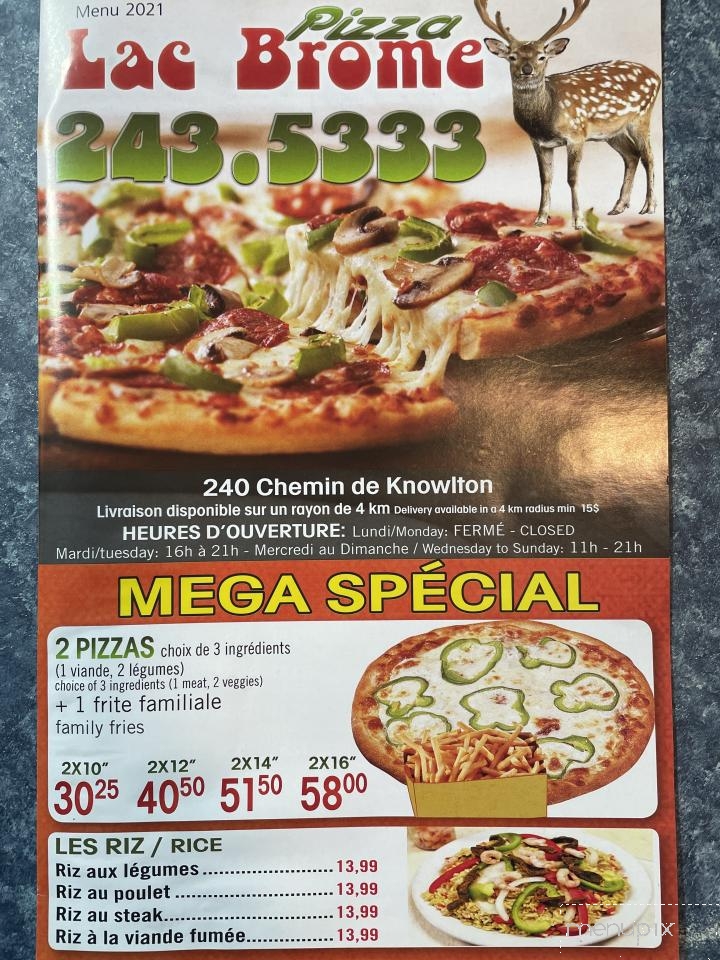 Menu 2021
Pizza
Lac Brome
243.5333
240 Chemin de Knowlton
Livraison disponible sur un rayon de 4 km Delivery available in a 4 km radius min 15$
HEURES D'OUVERTURE: Lundi/Monday: FERMÉ - CLOSED
Mardi/tuesday: 16h à 21h - Mercredi au Dimanche / Wednesday to Sunday: 11h - 21h
MEGA SPÉCIAL
2 PIZZAS choix de 3 ingrédients
(1 viande, 2 légumes)
choice of 3 ingredients (1 meat, 2 veggies)
+ 1 frite familiale
family fries
2X10" 2X12" 2X14" 2X16"
30 25 40 50 51 50 58 00
LES RIZ / RICE
Riz aux légumes ........................ 13,99
Riz au poulet ............................. 13,99
Riz au steak............................... 13,99
Riz à la viande fumée................ 13,99
menupix